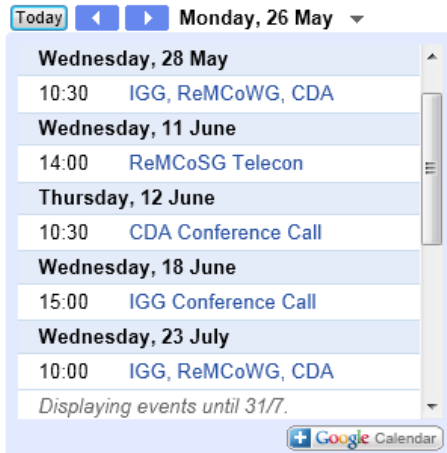 Today Monday, 26 May
Wednesday, 28 May
10:30 IGG, ReMCoWG, CDA
Wednesday, 11 June
14:00 ReMCoSG Telecon
Thursday, 12 June
10:30 CDA Conference Call
Wednesday, 18 June
15:00 IGG Conference Call
Wednesday, 23 July
10:00 IGG, ReMCoWG, CDA
Displaying events until 31/7.
Google Calendar